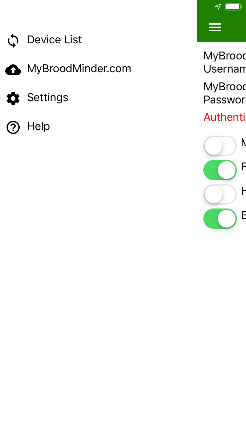 Device List
MyBroodMinder.com
Settings
Help
MyBrood
Usernam
MyBrood
Passwor
Authenti